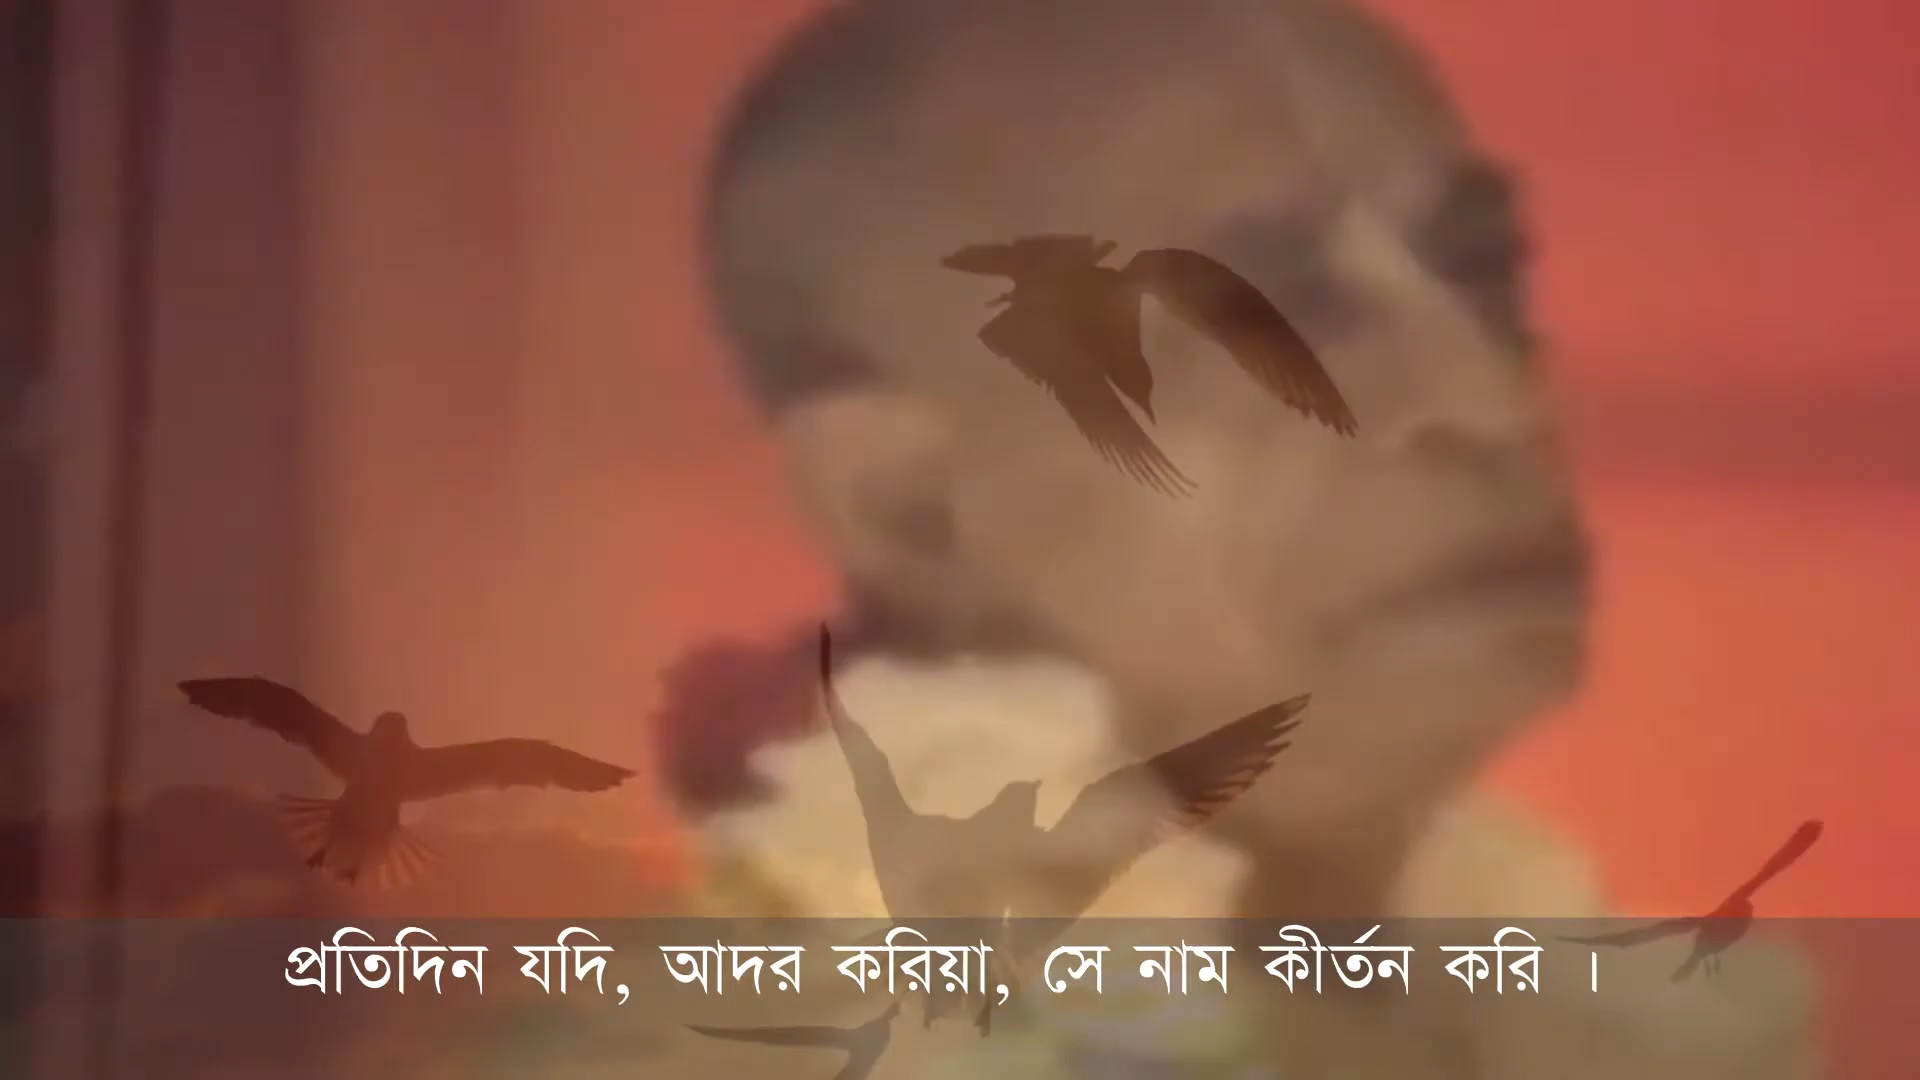 প্রতিদিন যদি, আদর করিয়া, সে নাম কীর্তন করি ।